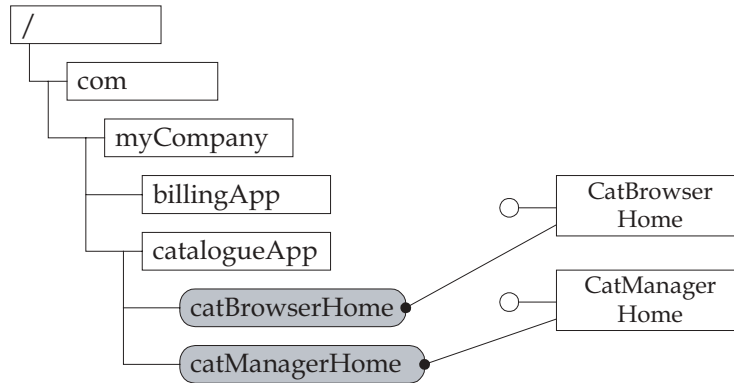 /
com
myCompany
billingApp
catalogueApp
catBrowserHome
catManagerHome
CatBrowser
Home
CatManager
Home